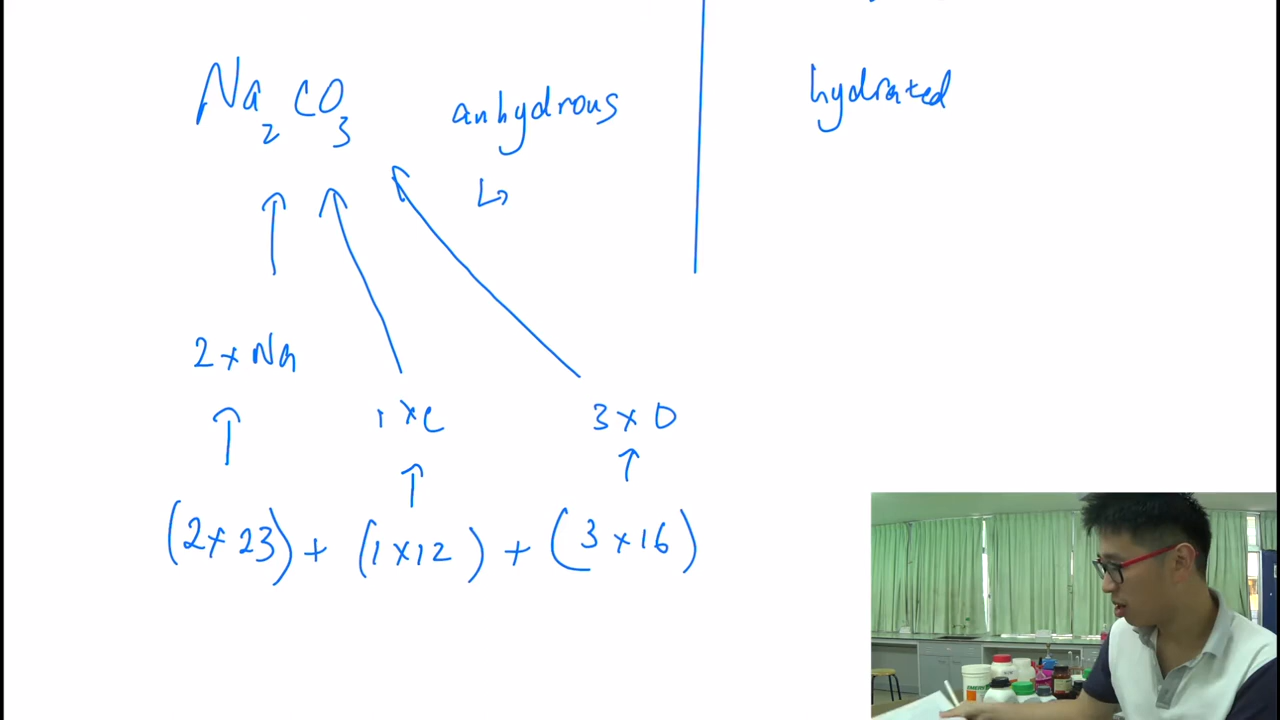 Na2CO3 anhydrous
↳
hydrated
2 x Na
1 x C
3 x O
(2 x 23) + (1 x 12) + (3 x 16)